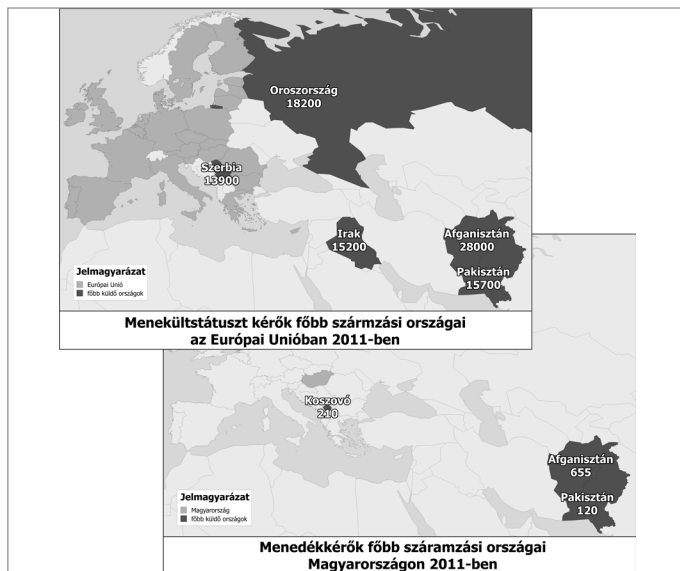 Oroszország
18200
Szerbia
13900
Irak
15200
Afganisztán
28000
Pakisztán
15700
Jelmagyarázat
Európai Unió
főbb küldő országok
Menekültstátuszt kérők főbb szármzási országai
az Európai Unióban 2011-ben
Koszovó
210
Afganisztán
655
Pakisztán
120
Jelmagyarázat
Magyarország
főbb küldő országok
Menedékkérők főbb száramzási országai
Magyarországon 2011-ben